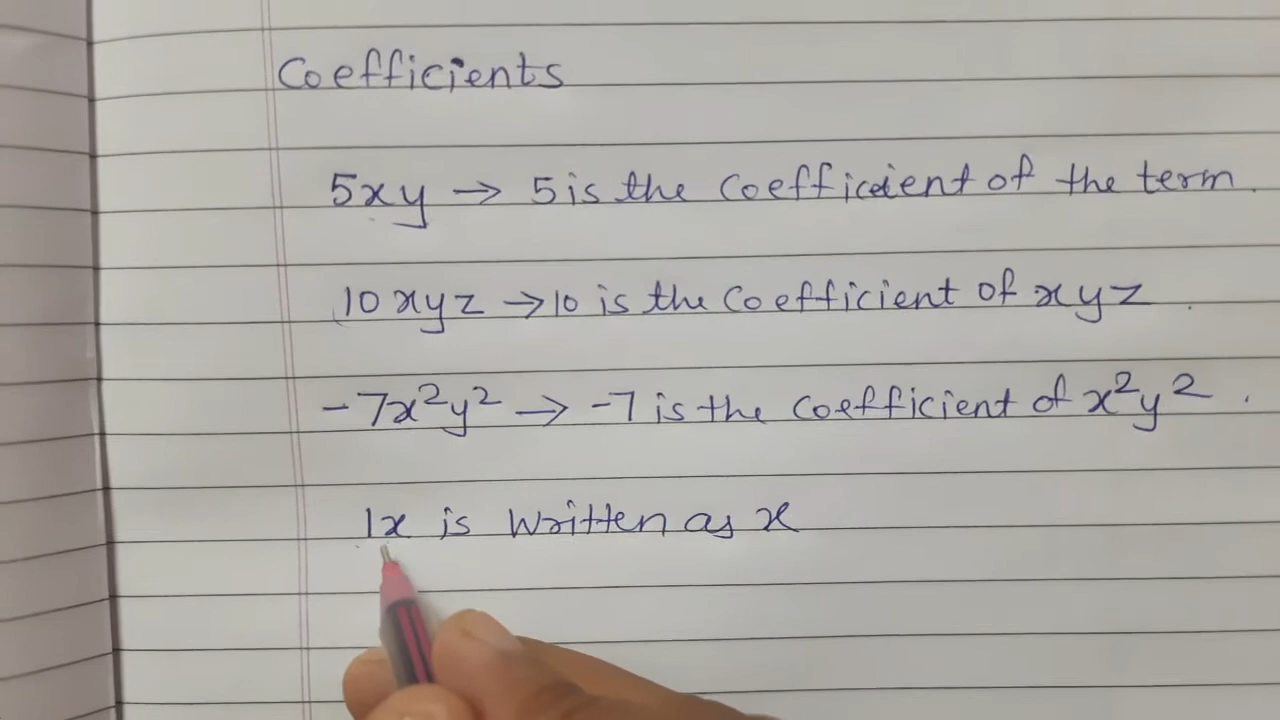 Coefficients
5xy → 5 is the coefficient of the term.
10xyz → 10 is the coefficient of xyz.
-7x²y² → -7 is the coefficient of x²y².
1x is written as x